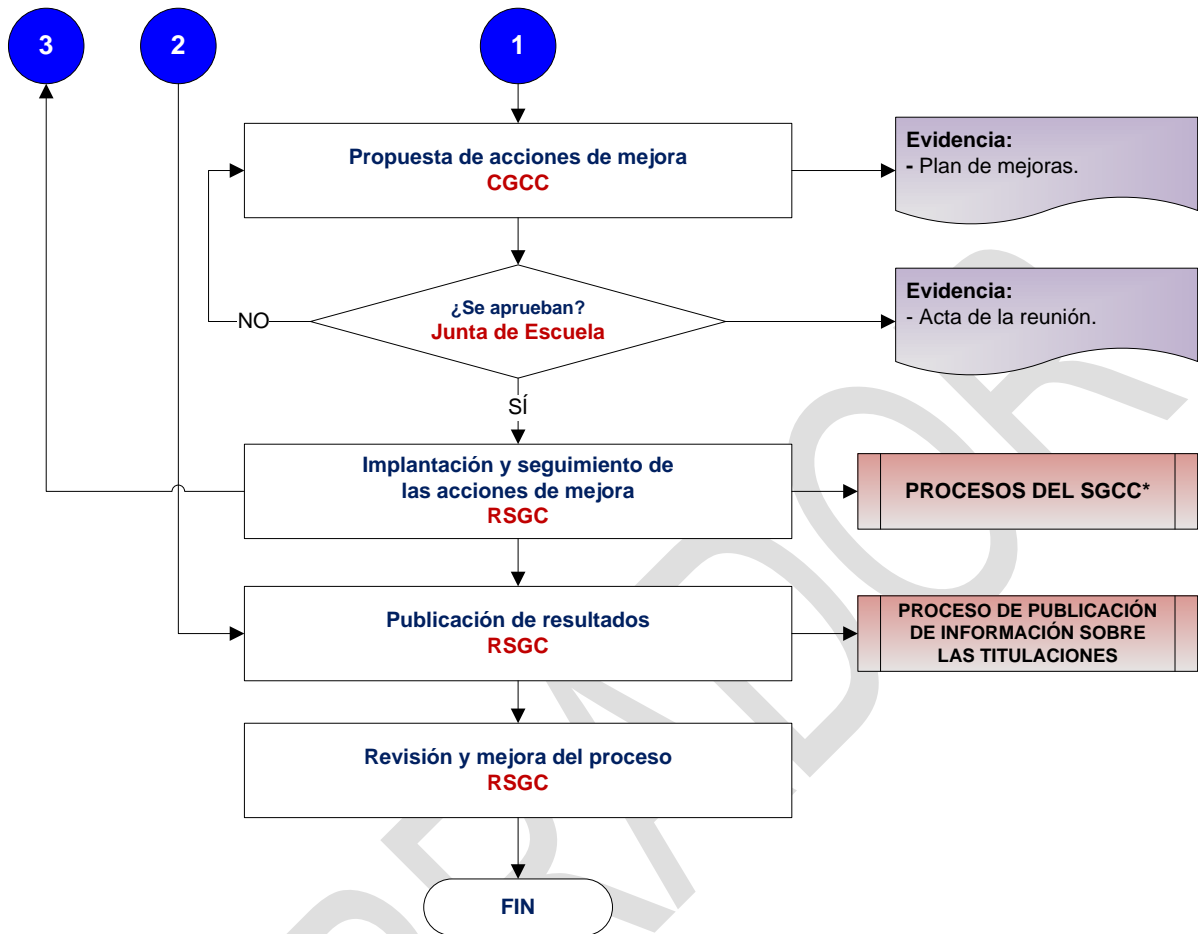 3
2
1
Propuesta de acciones de mejora
CGCC
Evidencia:
- Plan de mejoras.
¿Se aprueban?
Junta de Escuela
NO
Evidencia:
- Acta de la reunión.
SÍ
Implantación y seguimiento de
las acciones de mejora
RSGC
PROCESOS DEL SGCC*
Publicación de resultados
RSGC
PROCESO DE PUBLICACIÓN
DE INFORMACIÓN SOBRE
LAS TITULACIONES
Revisión y mejora del proceso
RSGC
FIN
RRADOR